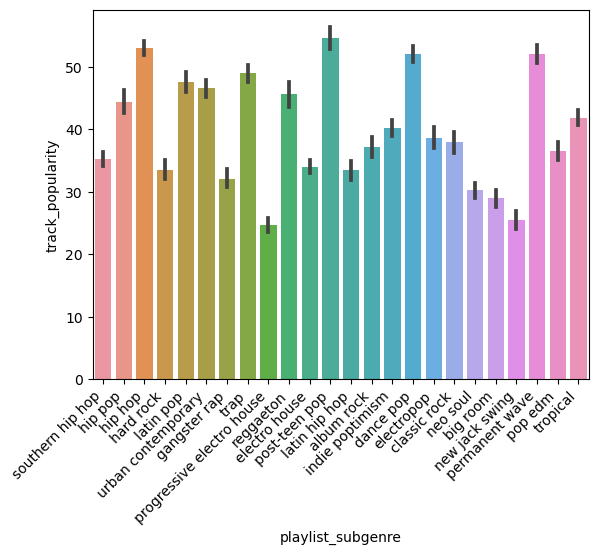 track_popularity
50
40
30
20
10
0
southern hip hop
hip pop
hip hop
hard rock
latin pop
urban contemporary
gangster rap
trap
progressive electro house
reggaeton
electro house
post-teen pop
latin hip hop
album rock
indie poptimism
dance pop
electropop
classic rock
neo soul
big room
new jack swing
permanent wave
pop edm
tropical
playlist_subgenre